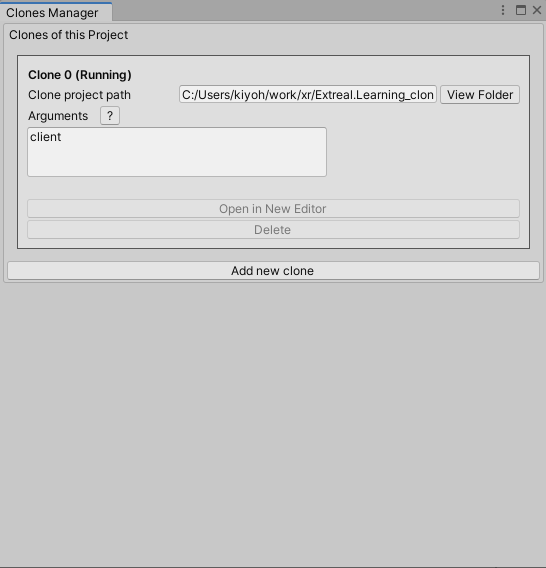 Clones Manager
Clones of this Project
Clone 0 (Running)
Clone project path C:/Users/kiyoh/work/xr/Extreal.Learning_clon View Folder
Arguments ?
client
Open in New Editor
Delete
Add new clone